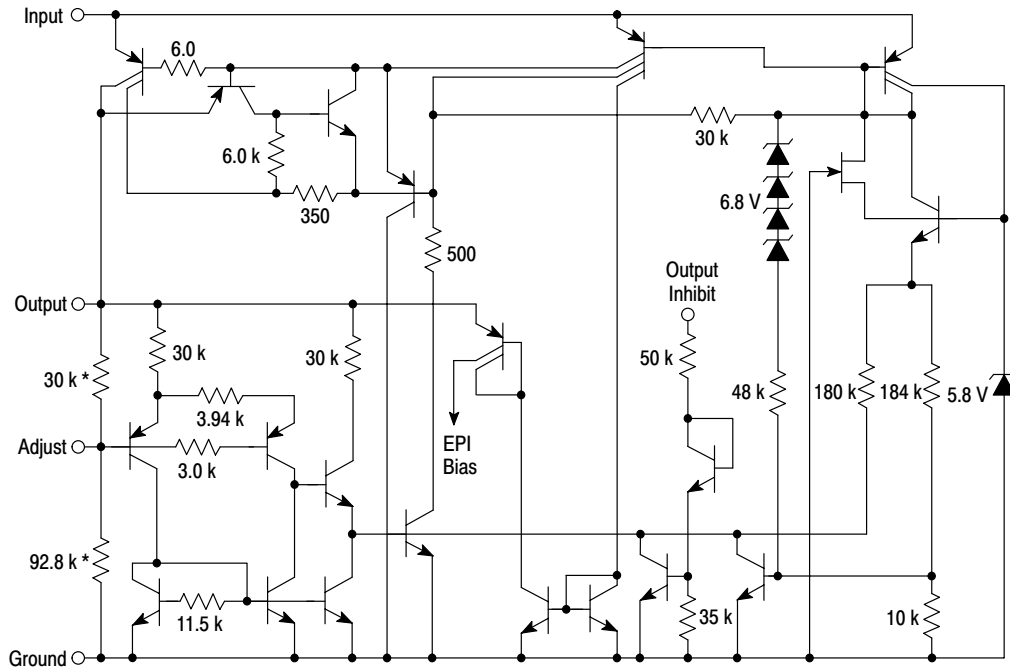 Input
6.0
30 k
6.0 k
6.8 V
350
500
Output
Inhibit
Output
50 k
30 k
30 k
30 k *
48 k
180 k
184 k
5.8 V
3.94 k
Adjust
EPI
Bias
3.0 k
92.8 k *
11.5 k
35 k
10 k
Ground